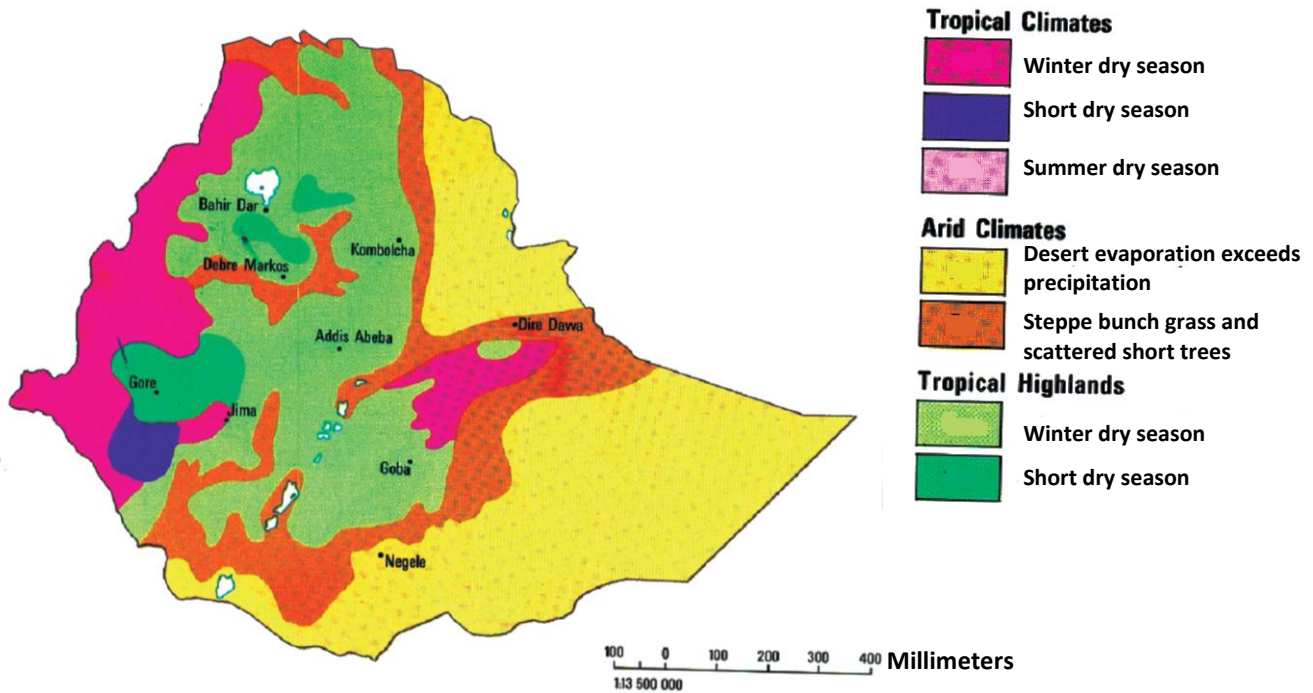 Tropical Climates
Winter dry season
Short dry season
Summer dry season
Arid Climates
Desert evaporation exceeds
precipitation
Steppe bunch grass and
scattered short trees
Tropical Highlands
Winter dry season
Short dry season
Bahir Dar
Kombolcha
Debre Markos
Dire Dawa
Addis Abeba
Gore
Jima
Goba
Negele
100 0 100 200 300 400 Millimeters
1:13 500 000